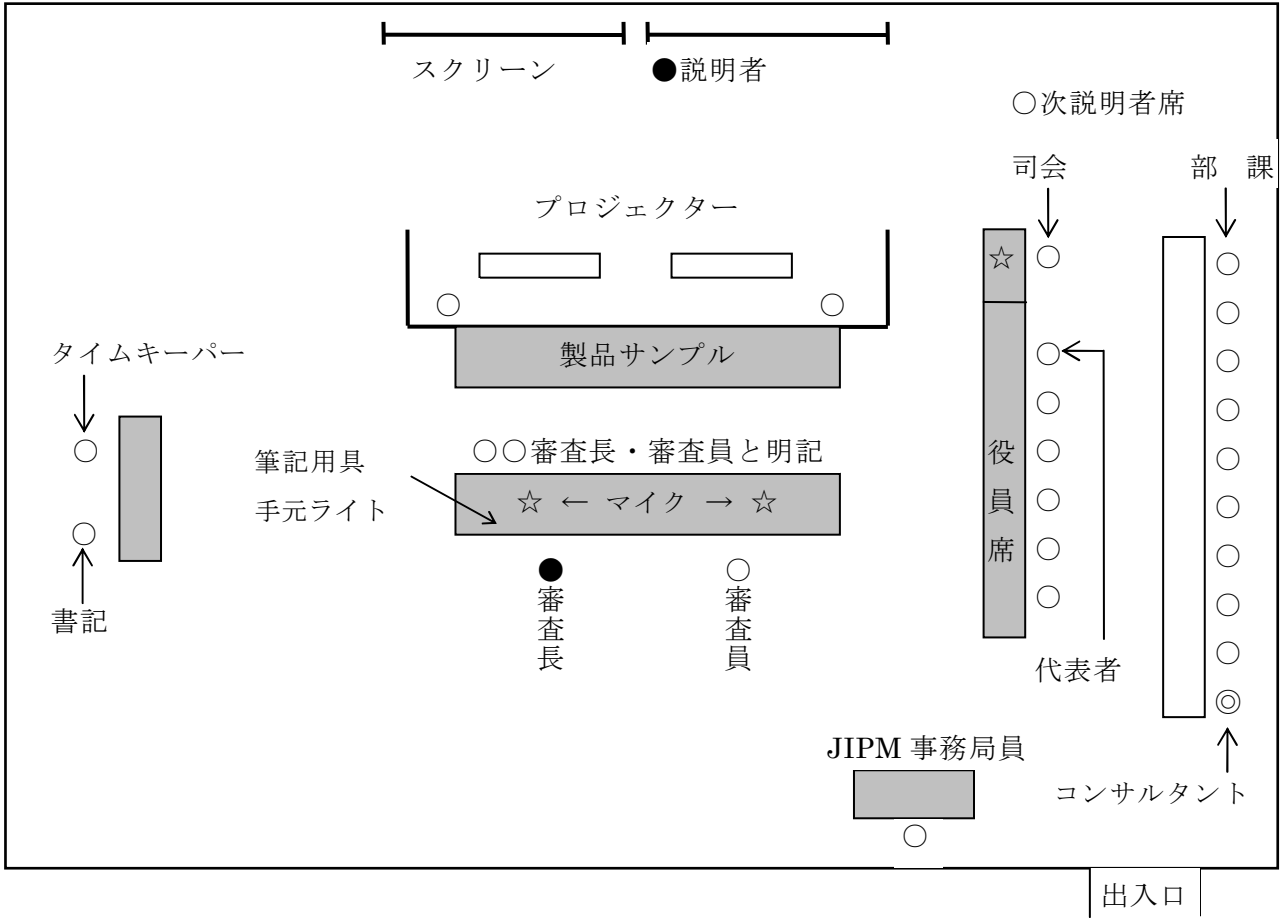 スクリーン
●説明者
○次説明者席
司会
部　課
プロジェクター
☆
タイムキーパー
製品サンプル
筆記用具
手元ライト
○○審査長・審査員と明記
☆ ← マイク → ☆
役員席
審査長
審査員
書記
代表者
JIPM 事務局員
コンサルタント
出入口